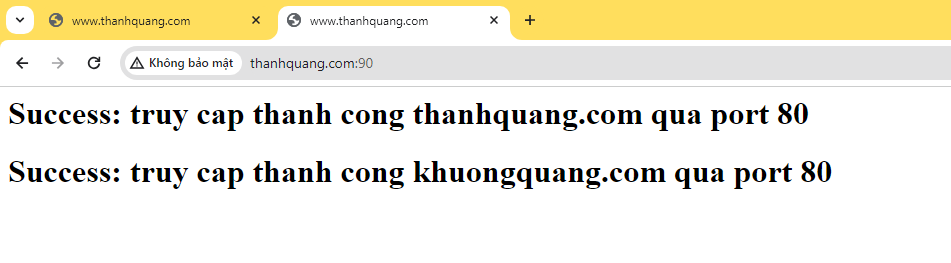 www.thanhquang.com
www.thanhquang.com
Không bảo mật
thanhquang.com:90
Success: truy cap thanh cong thanhquang.com qua port 80
Success: truy cap thanh cong khuongquang.com qua port 80